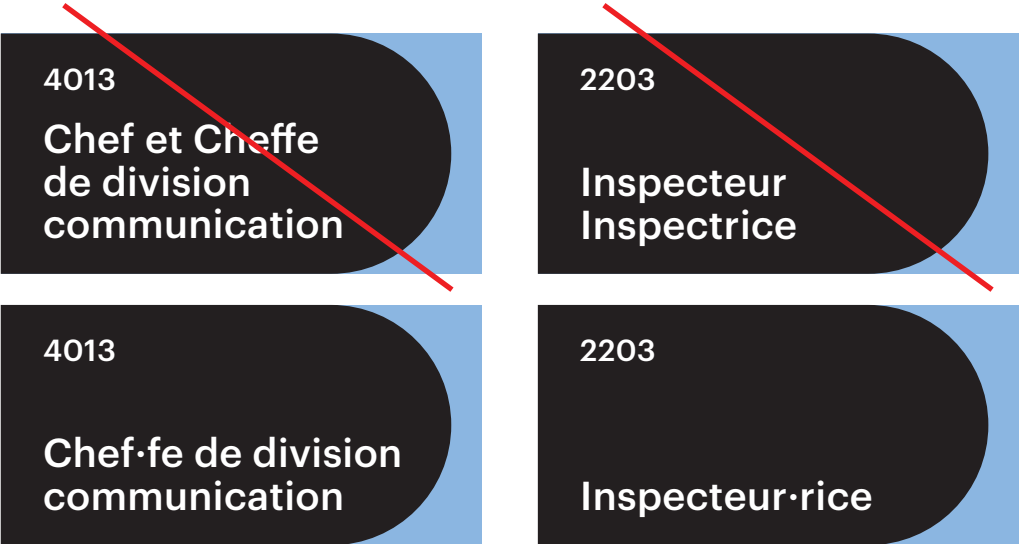 4013
Chef et Cheffe
de division
communication
2203
Inspecteur
Inspectrice
4013
Chef·fe de division
communication
2203
Inspecteur·rice